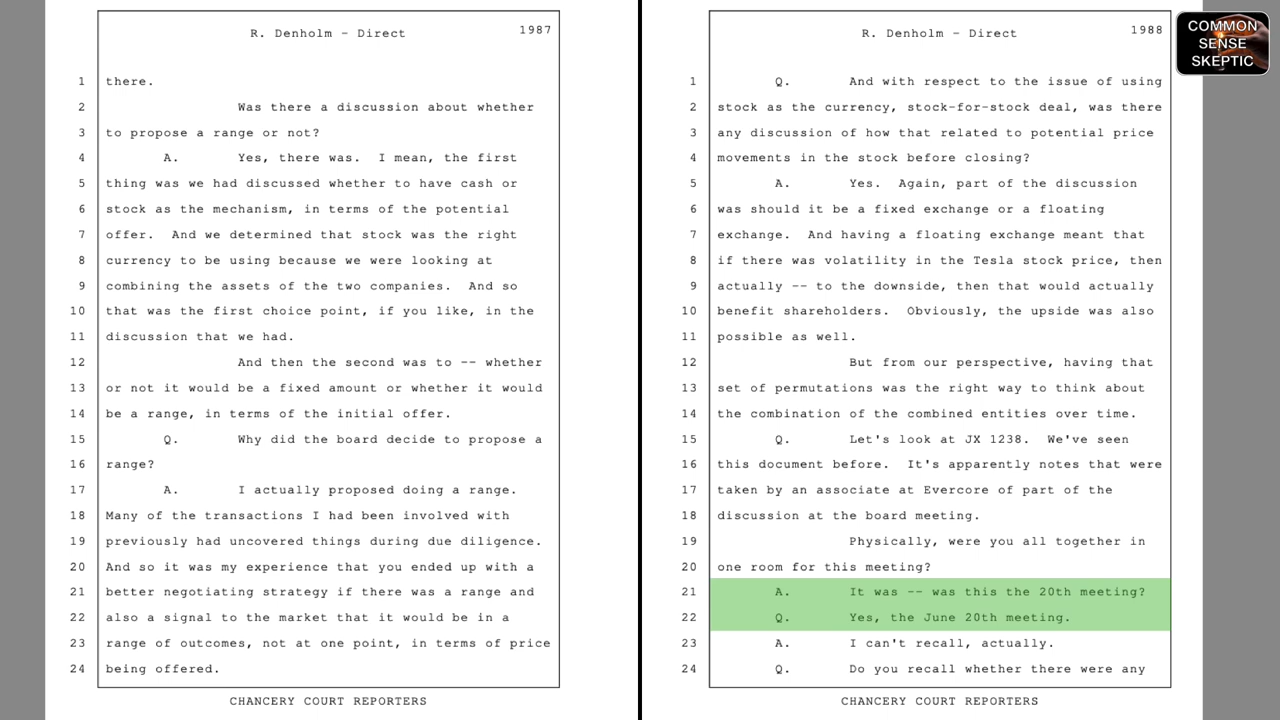 R. Denholm - Direct 1987
1 there.
2 Was there a discussion about whether
3 to propose a range or not?
4 A. Yes, there was. I mean, the first
5 thing was we had discussed whether to have cash or
6 stock as the mechanism, in terms of the potential
7 offer. And we determined that stock was the right
8 currency to be using because we were looking at
9 combining the assets of the two companies. And so
10 that was the first choice point, if you like, in the
11 discussion that we had.
12 And then the second was to -- whether
13 or not it would be a fixed amount or whether it would
14 be a range, in terms of the initial offer.
15 Q. Why did the board decide to propose a
16 range?
17 A. I actually proposed doing a range.
18 Many of the transactions I had been involved with
19 previously had uncovered things during due diligence.
20 And so it was my experience that you ended up with a
21 better negotiating strategy if there was a range and
22 also a signal to the market that it would be in a
23 range of outcomes, not at one point, in terms of price
24 being offered.
CHANCERY COURT REPORTERS
R. Denholm - Direct 1988
1 Q. And with respect to the issue of using
2 stock as the currency, stock-for-stock deal, was there
3 any discussion of how that related to potential price
4 movements in the stock before closing?
5 A. Yes. Again, part of the discussion
6 was should it be a fixed exchange or a floating
7 exchange. And having a floating exchange meant that
8 if there was volatility in the Tesla stock price, then
9 actually -- to the downside, then that would actually
10 benefit shareholders. Obviously, the upside was also
11 possible as well.
12 But from our perspective, having that
13 set of permutations was the right way to think about
14 the combination of the combined entities over time.
15 Q. Let's look at JX 1238. We've seen
16 this document before. It's apparently notes that were
17 taken by an associate at Evercore of part of the
18 discussion at the board meeting.
19 Physically, were you all together in
20 one room for this meeting?
21 A. It was -- was this the 20th meeting?
22 Q. Yes, the June 20th meeting.
23 A. I can't recall, actually.
24 Q. Do you recall whether there were any
CHANCERY COURT REPORTERS
COMMON
SENSE
SKEPTIC